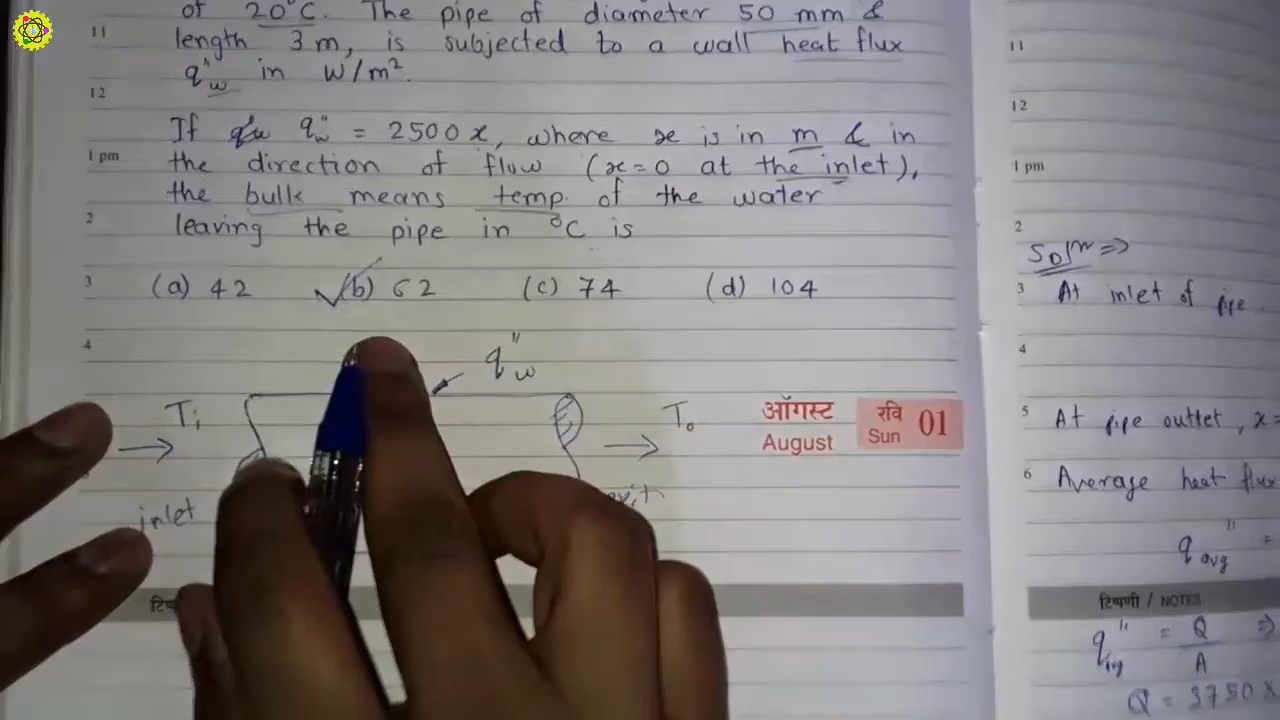 of 20°C. The pipe of diameter 50 mm &
11 length 3 m, is subjected to a wall heat flux
q"w in W/m².
12
If q"w = 2500 x, where x is in m & in
1 pm the direction of flow (x=0 at the inlet),
the bulk means temp. of the water
2 leaving the pipe in °C is
3 (a) 42 (b) 62 (c) 74 (d) 104
4
q"w
Ti To
inlet exit
ऑगस्ट रवि 01
August Sun
11
12
1 pm
2
Solⁿ ⇒
3 At inlet of pipe
4
5 At pipe outlet, x =
6 Average heat flux
q"avg =
टिप्पणी / NOTES
q"avg = Q/A ⇒
Q = 3750 x